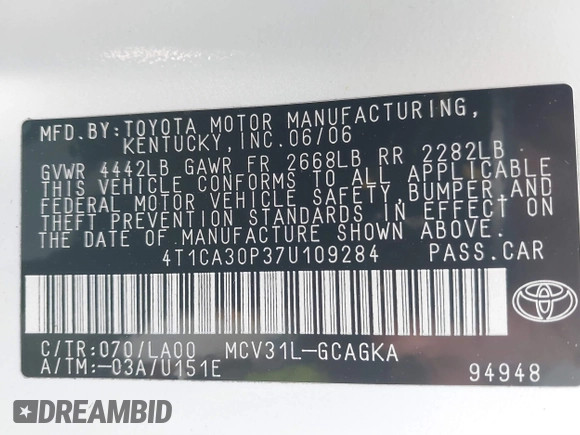 MFD.BY:TOYOTA MOTOR MANUFACTURING,
KENTUCKY,INC.06/06
GVWR 4442LB GAWR FR 2668LB RR 2282LB
THIS VEHICLE CONFORMS TO ALL APPLICABLE
FEDERAL MOTOR VEHICLE SAFETY,BUMPER,AND
THEFT PREVENTION STANDARDS IN EFFECT ON
THE DATE OF MANUFACTURE SHOWN ABOVE.
4T1CA30P37U109284 PASS.CAR
C/TR:070/LA00 MCV31L-GCAGKA
A/TM:-03A/U151E 94948
DREAMBID